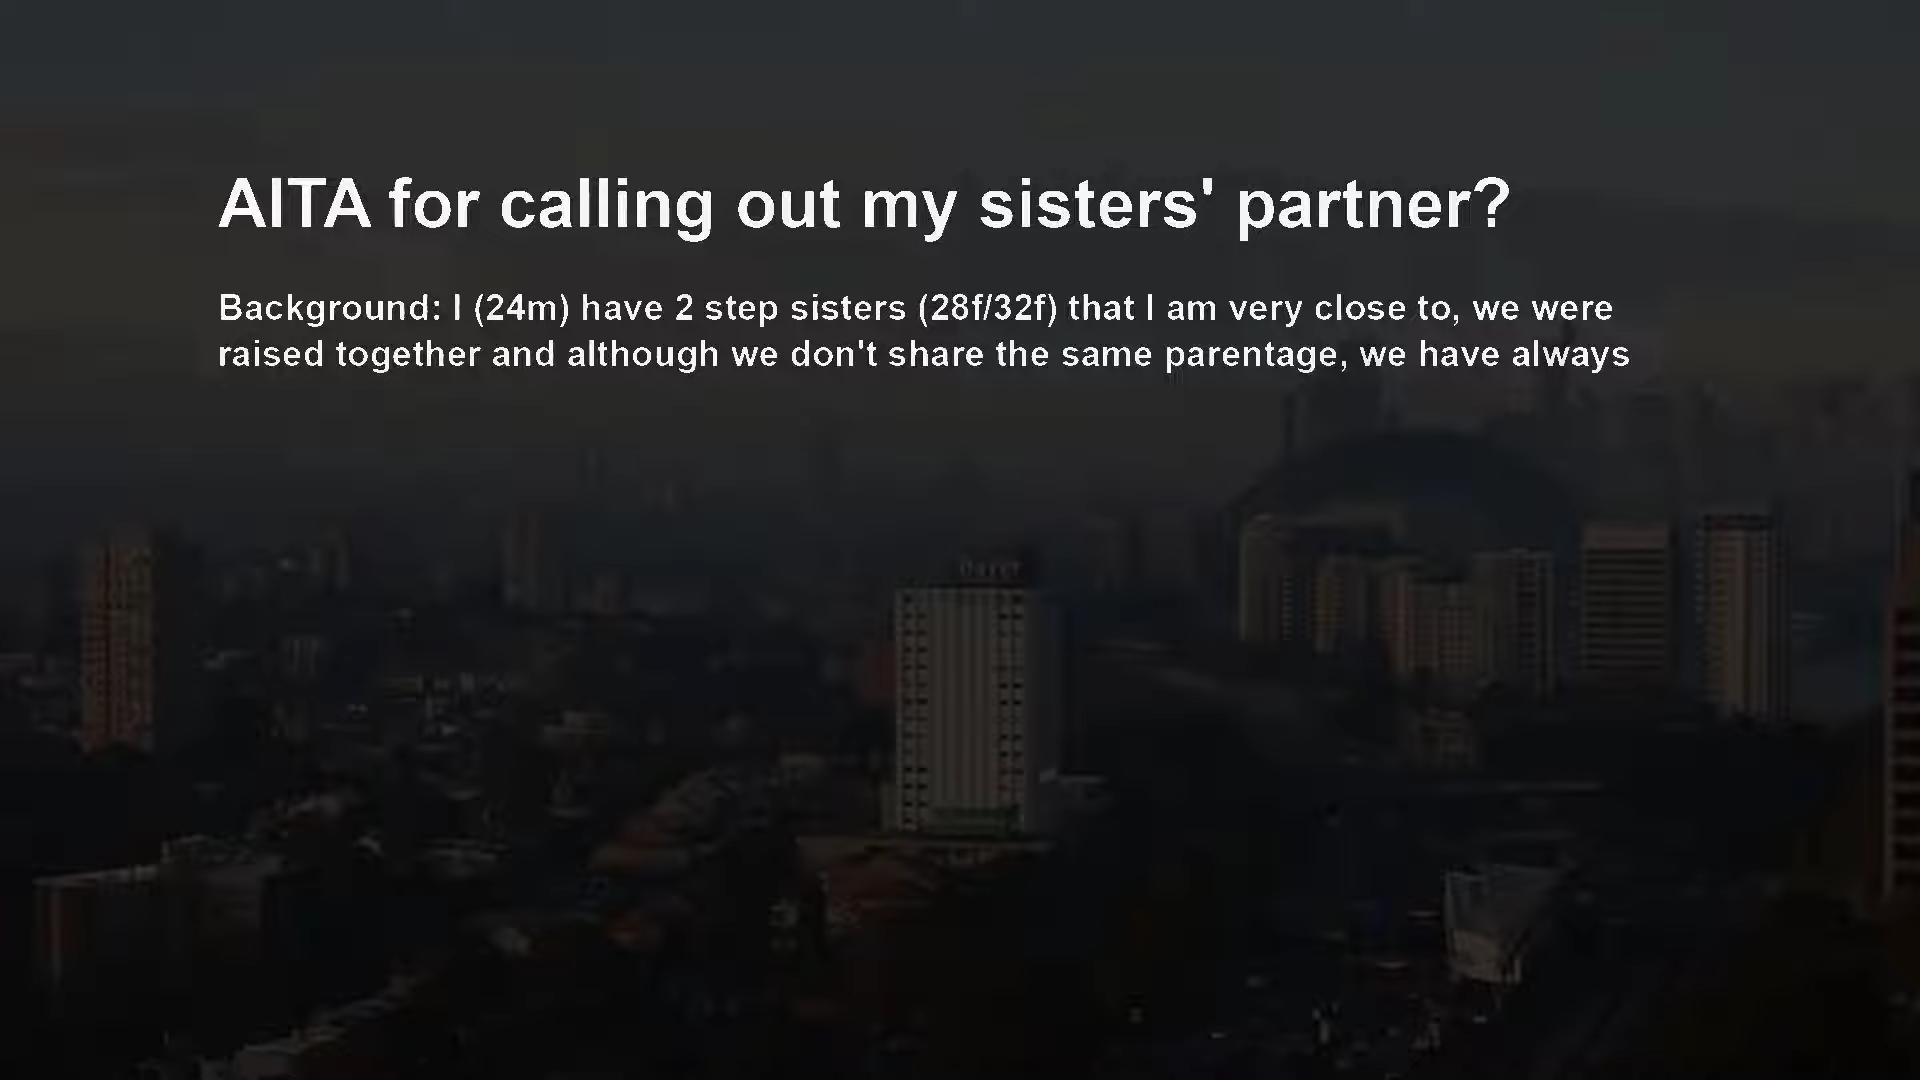 AITA for calling out my sisters' partner?
Background: I (24m) have 2 step sisters (28f/32f) that I am very close to, we were
raised together and although we don't share the same parentage, we have always